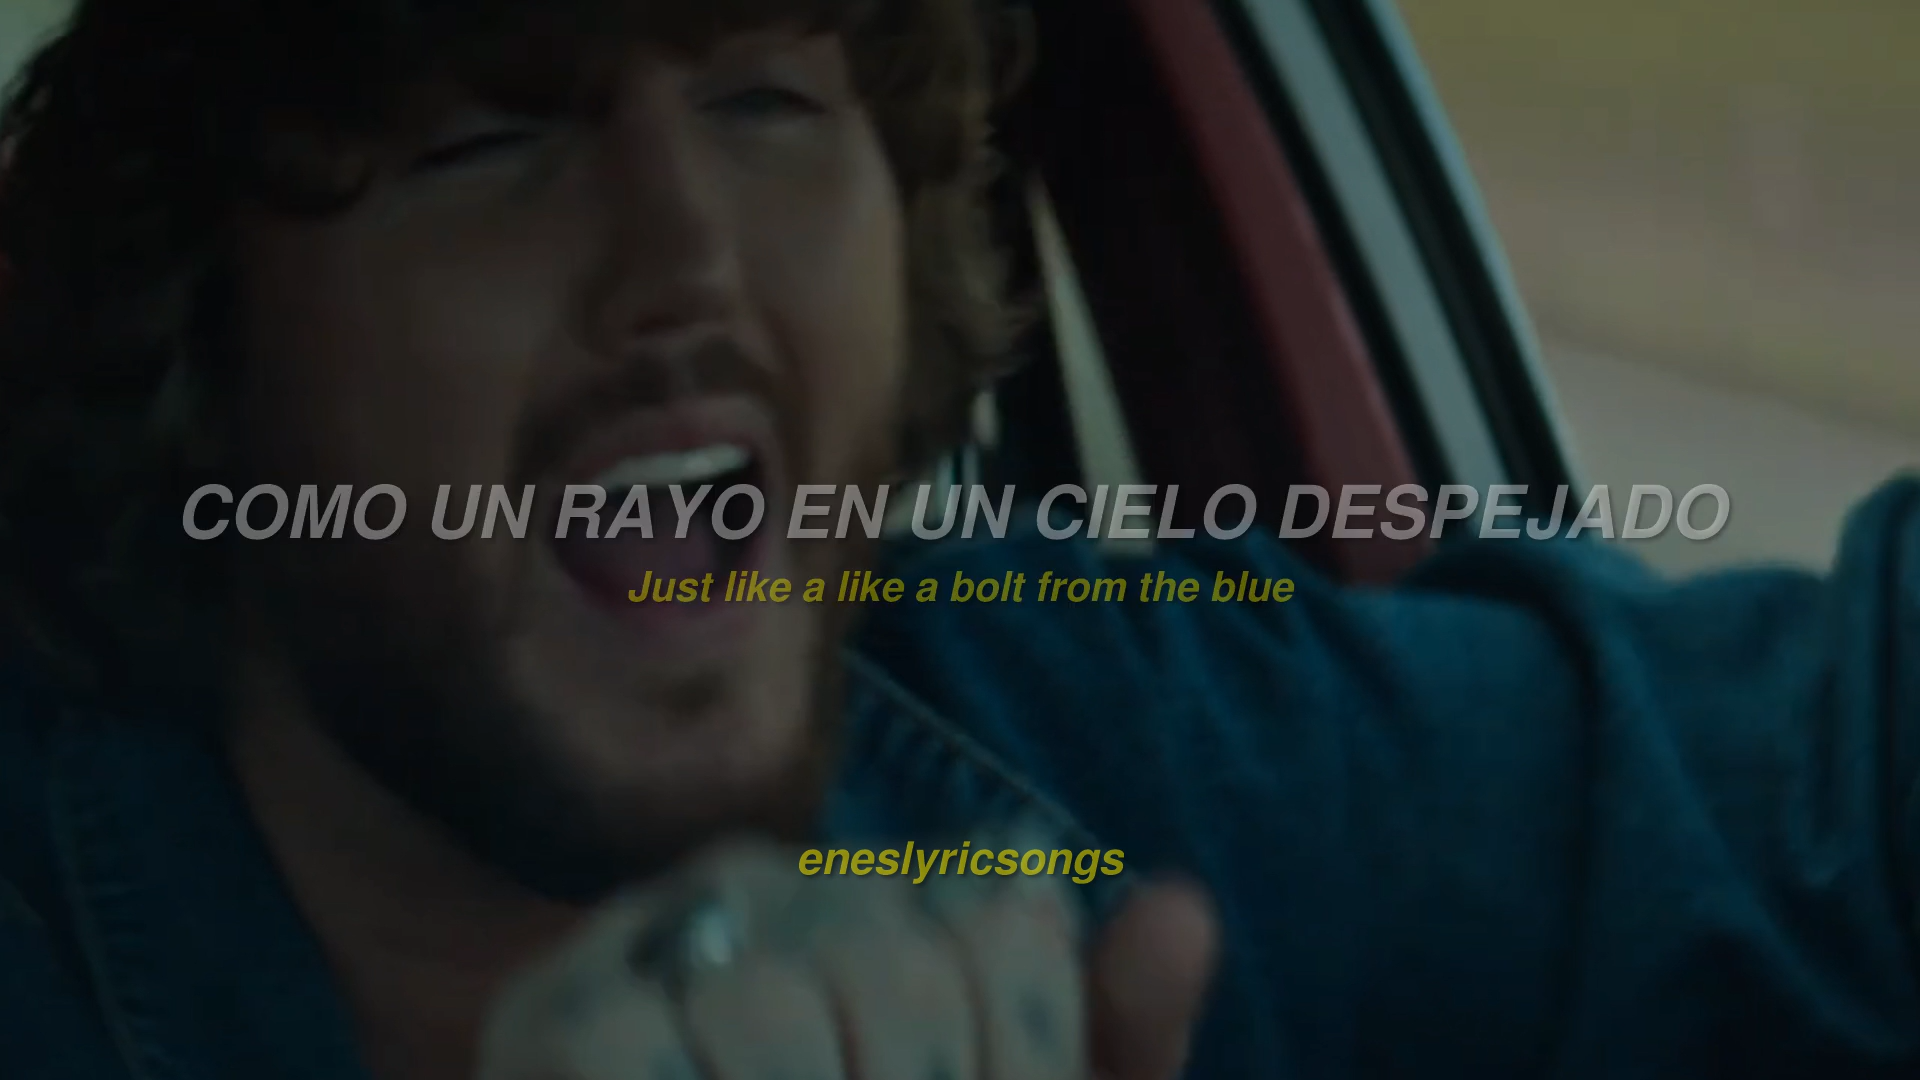 COMO UN RAYO EN UN CIELO DESPEJADO
Just like a like a bolt from the blue
eneslyricsongs